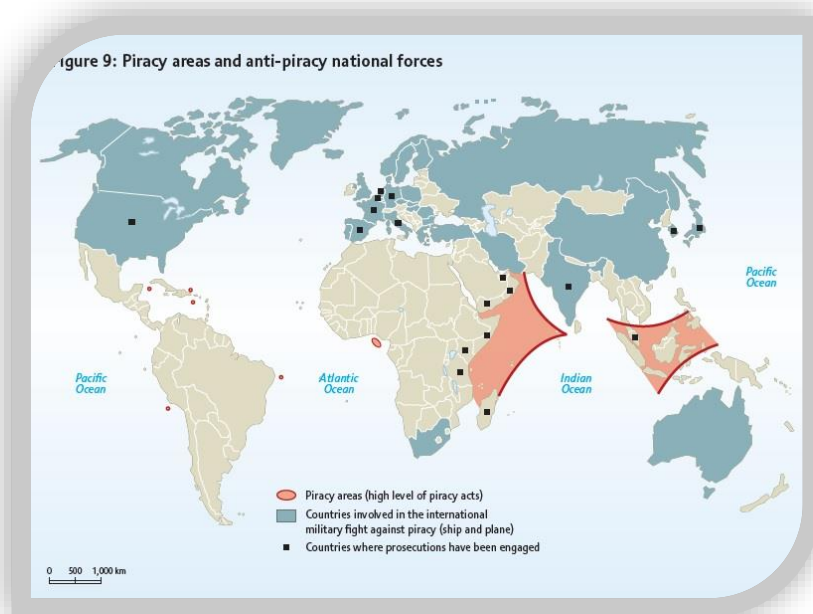 Figure 9: Piracy areas and anti-piracy national forces
Pacific
Ocean
Pacific
Ocean
Atlantic
Ocean
Indian
Ocean
Piracy areas (high level of piracy acts)
Countries involved in the international
military fight against piracy (ship and plane)
Countries where prosecutions have been engaged
0 500 1,000 km